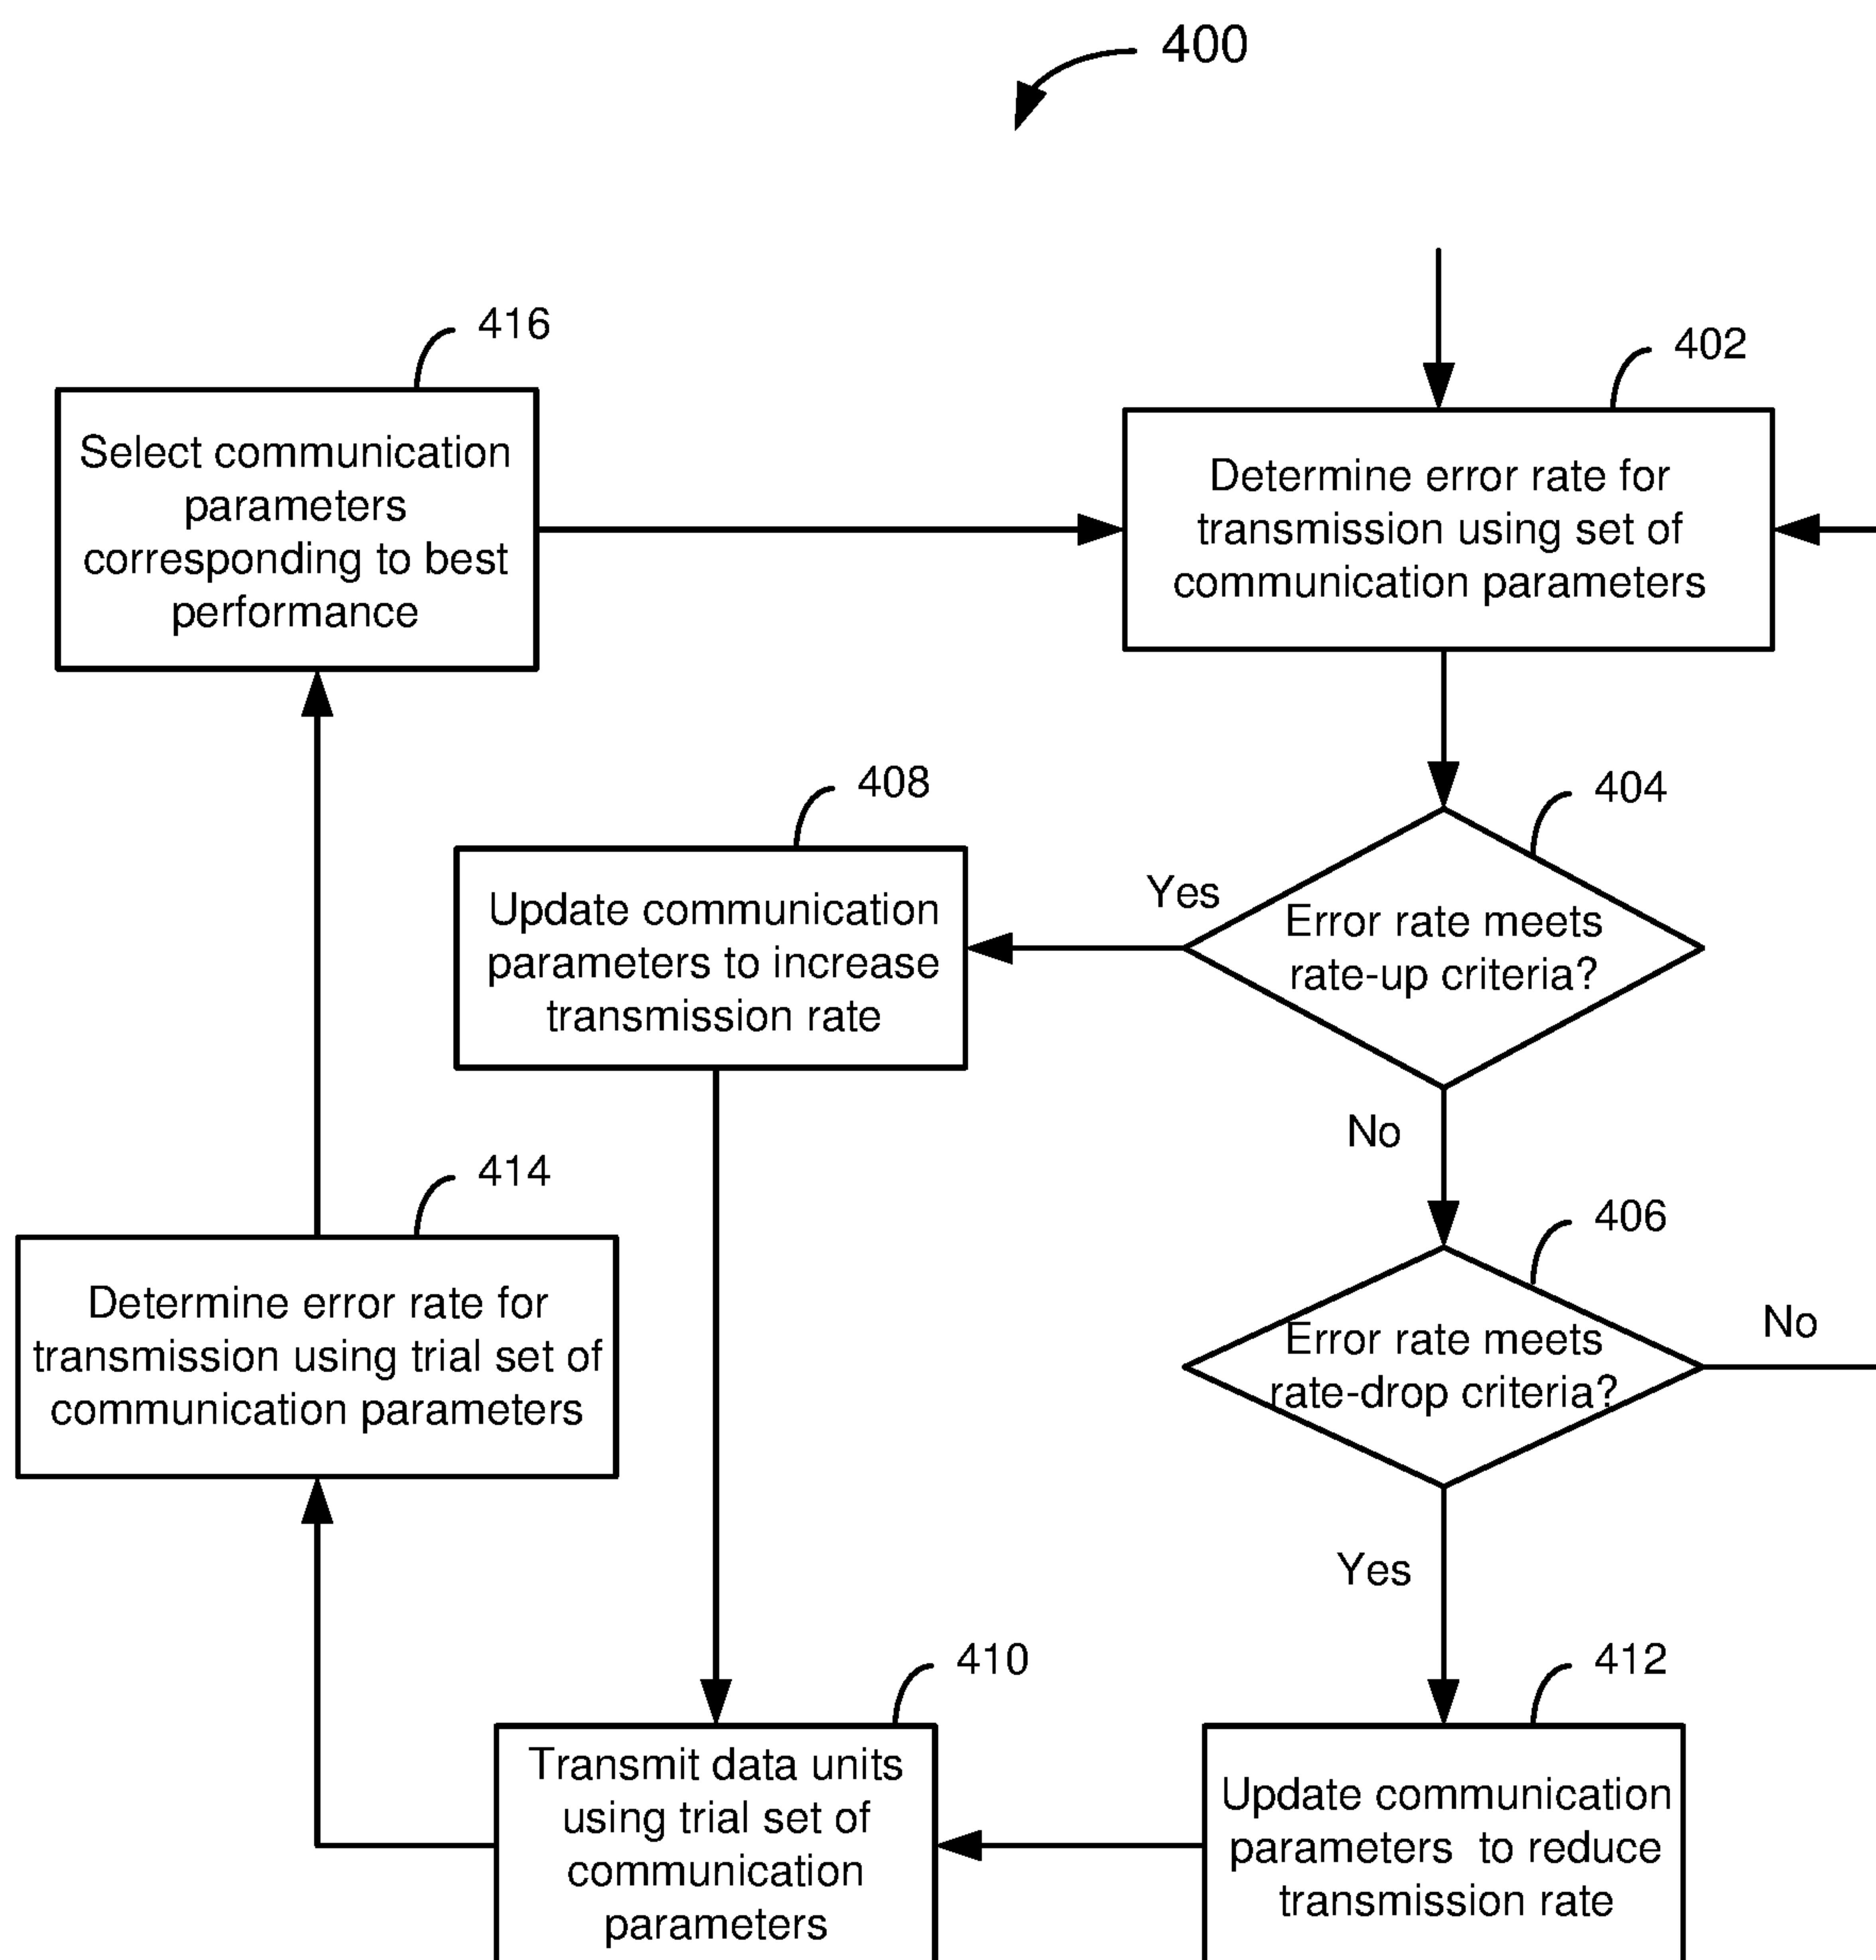 400
416
402
Select communication
parameters
corresponding to best
performance
Determine error rate for
transmission using set of
communication parameters
408
404
Update communication
parameters to increase
transmission rate
Yes
Error rate meets
rate-up criteria?
No
414
406
Determine error rate for
transmission using trial set of
communication parameters
Error rate meets
rate-drop criteria?
No
Yes
410
412
Transmit data units
using trial set of
communication
parameters
Update communication
parameters to reduce
transmission rate